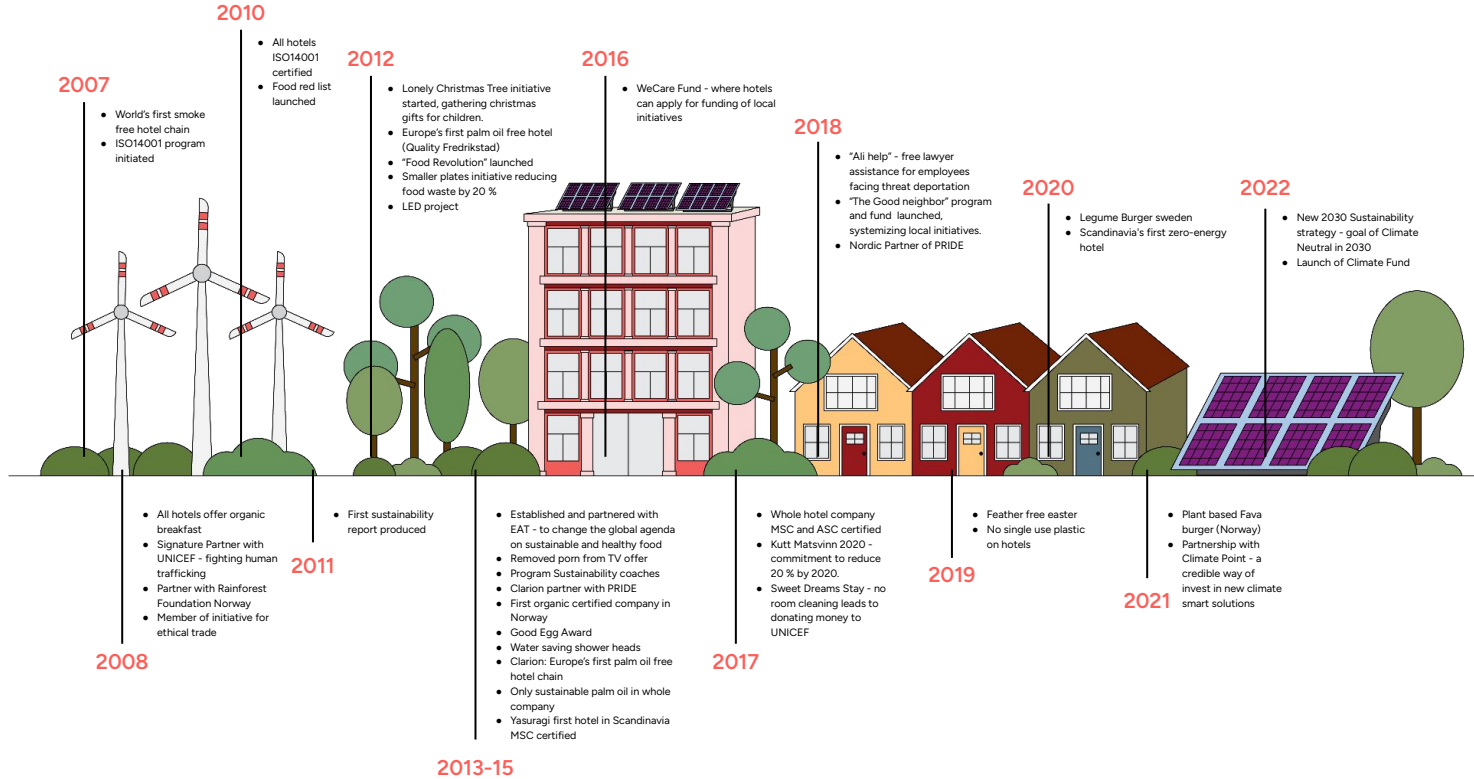 2007
● World's first smoke
free hotel chain
● ISO14001 program
initiated
2008
● All hotels offer organic
breakfast
● Signature Partner with
UNICEF - fighting human
trafficking
● Partner with Rainforest
Foundation Norway
● Member of initiative for
ethical trade
2010
● All hotels
ISO14001
certified
● Food red list
launched
2011
● First sustainability
report produced
2012
● Lonely Christmas Tree initiative
started, gathering christmas
gifts for children.
● Europe's first palm oil free hotel
(Quality Fredrikstad)
● “Food Revolution” launched
● Smaller plates initiative reducing
food waste by 20 %
● LED project
2013-15
● Established and partnered with
EAT - to change the global agenda
on sustainable and healthy food
● Removed porn from TV offer
● Program Sustainability coaches
● Clarion partner with PRIDE
● First organic certified company in
Norway
● Good Egg Award
● Water saving shower heads
● Clarion: Europe's first palm oil free
hotel chain
● Only sustainable palm oil in whole
company
● Yasuragi first hotel in Scandinavia
MSC certified
2016
● WeCare Fund - where hotels
can apply for funding of local
initiatives
2017
● Whole hotel company
MSC and ASC certified
● Kutt Matsvinn 2020 -
commitment to reduce
20 % by 2020.
● Sweet Dreams Stay - no
room cleaning leads to
donating money to
UNICEF
2018
● “Ali help” - free lawyer
assistance for employees
facing threat deportation
● “The Good neighbor” program
and fund launched,
systemizing local initiatives.
● Nordic Partner of PRIDE
2019
● Feather free easter
● No single use plastic
on hotels
2020
● Legume Burger sweden
● Scandinavia's first zero-energy
hotel
2021
● Plant based Fava
burger (Norway)
● Partnership with
Climate Point - a
credible way of
invest in new climate
smart solutions
2022
● New 2030 Sustainability
strategy - goal of Climate
Neutral in 2030
● Launch of Climate Fund